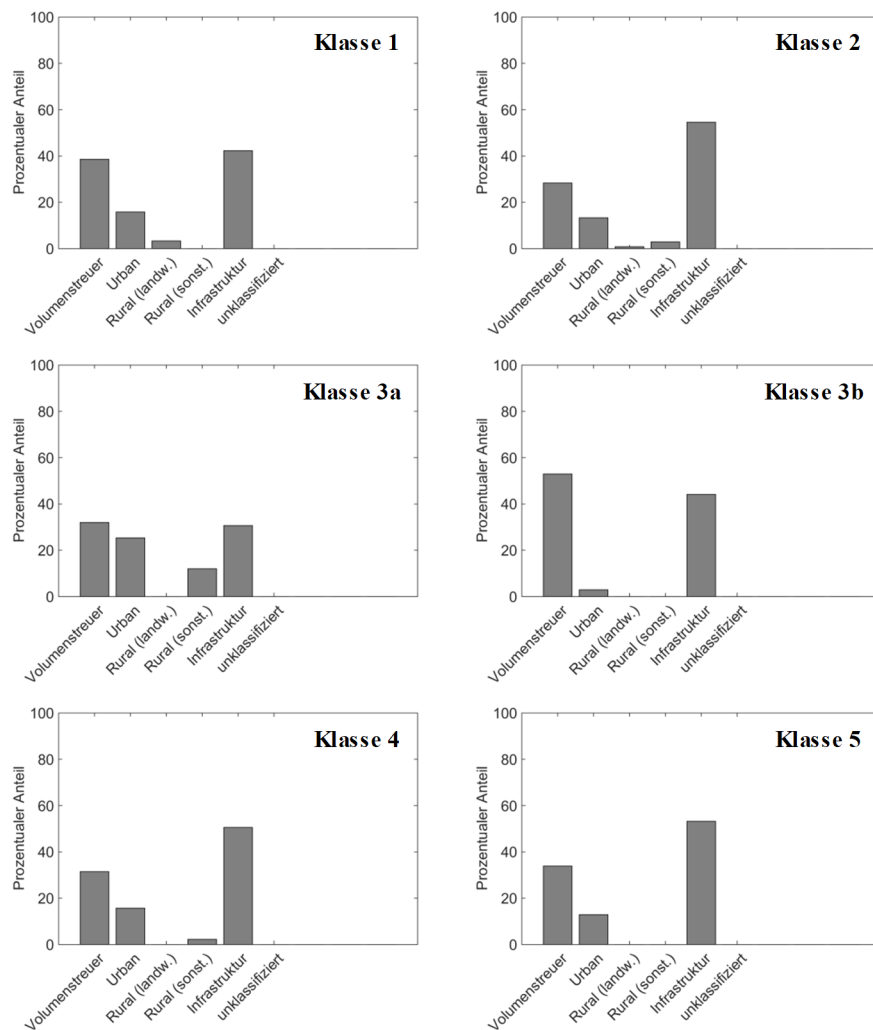 Klasse 1
Prozentualer Anteil
100
80
60
40
20
0
Volumenstreuer
Urban
Rural (landw.)
Rural (sonst.)
Infrastruktur
unklassifiziert
Klasse 2
Prozentualer Anteil
100
80
60
40
20
0
Volumenstreuer
Urban
Rural (landw.)
Rural (sonst.)
Infrastruktur
unklassifiziert
Klasse 3a
Prozentualer Anteil
100
80
60
40
20
0
Volumenstreuer
Urban
Rural (landw.)
Rural (sonst.)
Infrastruktur
unklassifiziert
Klasse 3b
Prozentualer Anteil
100
80
60
40
20
0
Volumenstreuer
Urban
Rural (landw.)
Rural (sonst.)
Infrastruktur
unklassifiziert
Klasse 4
Prozentualer Anteil
100
80
60
40
20
0
Volumenstreuer
Urban
Rural (landw.)
Rural (sonst.)
Infrastruktur
unklassifiziert
Klasse 5
Prozentualer Anteil
100
80
60
40
20
0
Volumenstreuer
Urban
Rural (landw.)
Rural (sonst.)
Infrastruktur
unklassifiziert